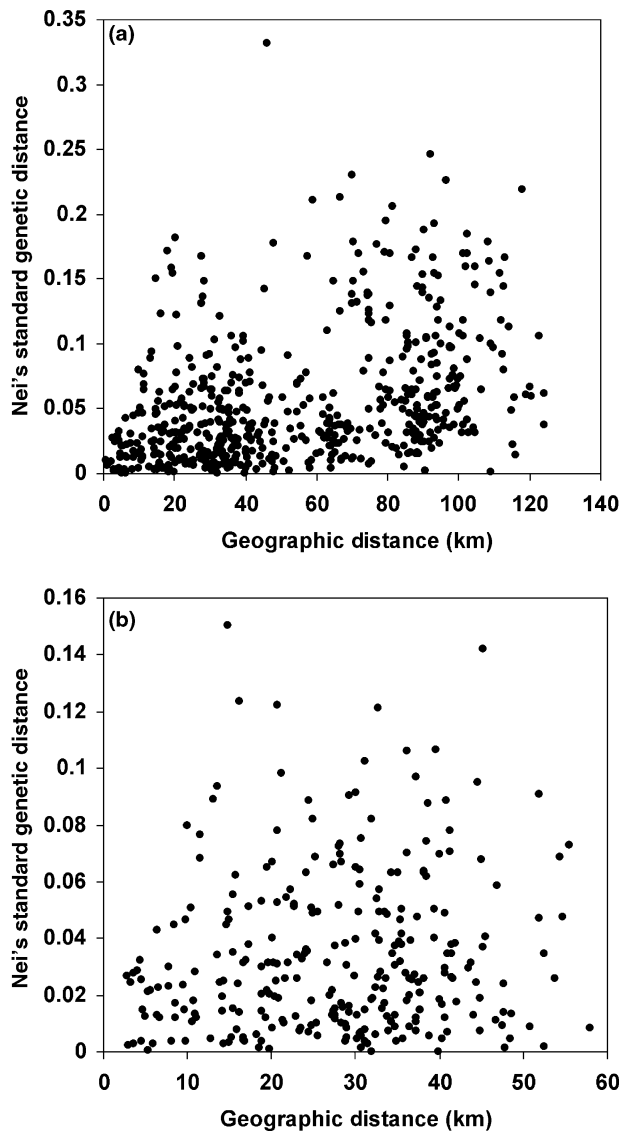 (a)
0.35
0.3
0.25
0.2
0.15
0.1
0.05
0
Nei's standard genetic distance
0 20 40 60 80 100 120 140
Geographic distance (km)
(b)
0.16
0.14
0.12
0.1
0.08
0.06
0.04
0.02
0
Nei's standard genetic distance
0 10 20 30 40 50 60
Geographic distance (km)